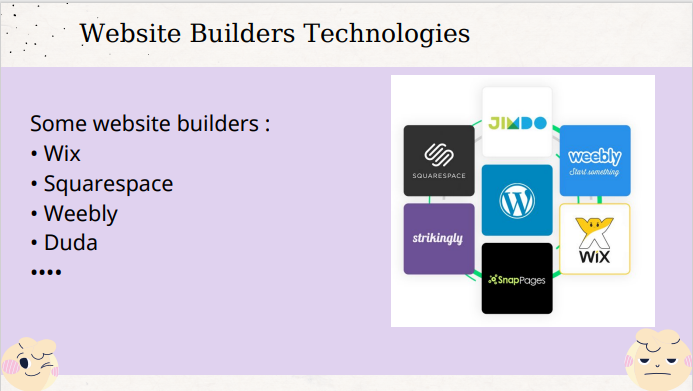 Website Builders Technologies
Some website builders :
• Wix
• Squarespace
• Weebly
• Duda
••••
JIMDO
SQUARESPACE
weebly
Start something
W
strikingly
WiX
SnapPages